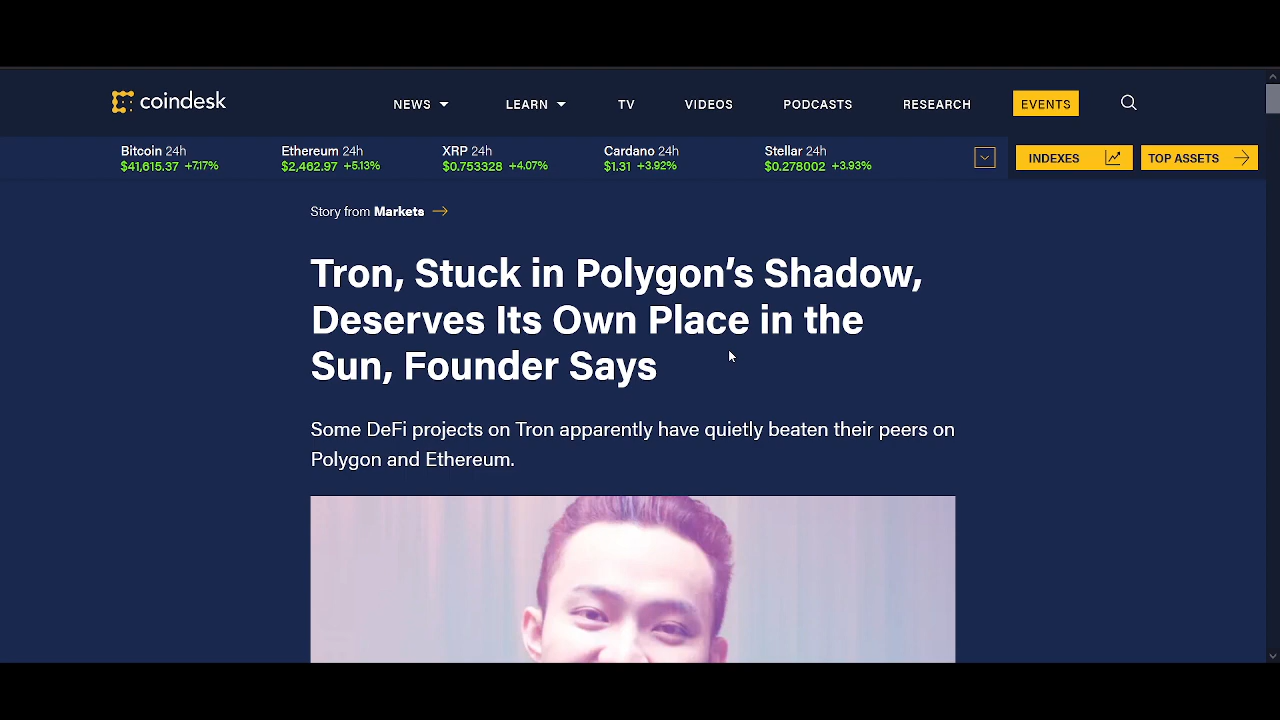 coindesk
NEWS LEARN TV VIDEOS PODCASTS RESEARCH EVENTS
Bitcoin 24h Ethereum 24h XRP 24h Cardano 24h Stellar 24h
$41,615.37 +7.17% $2,462.97 +5.13% $0.753328 +4.07% $1.31 +3.92% $0.278002 +3.93%
INDEXES TOP ASSETS
Story from Markets
Tron, Stuck in Polygon’s Shadow,
Deserves Its Own Place in the
Sun, Founder Says
Some DeFi projects on Tron apparently have quietly beaten their peers on
Polygon and Ethereum.